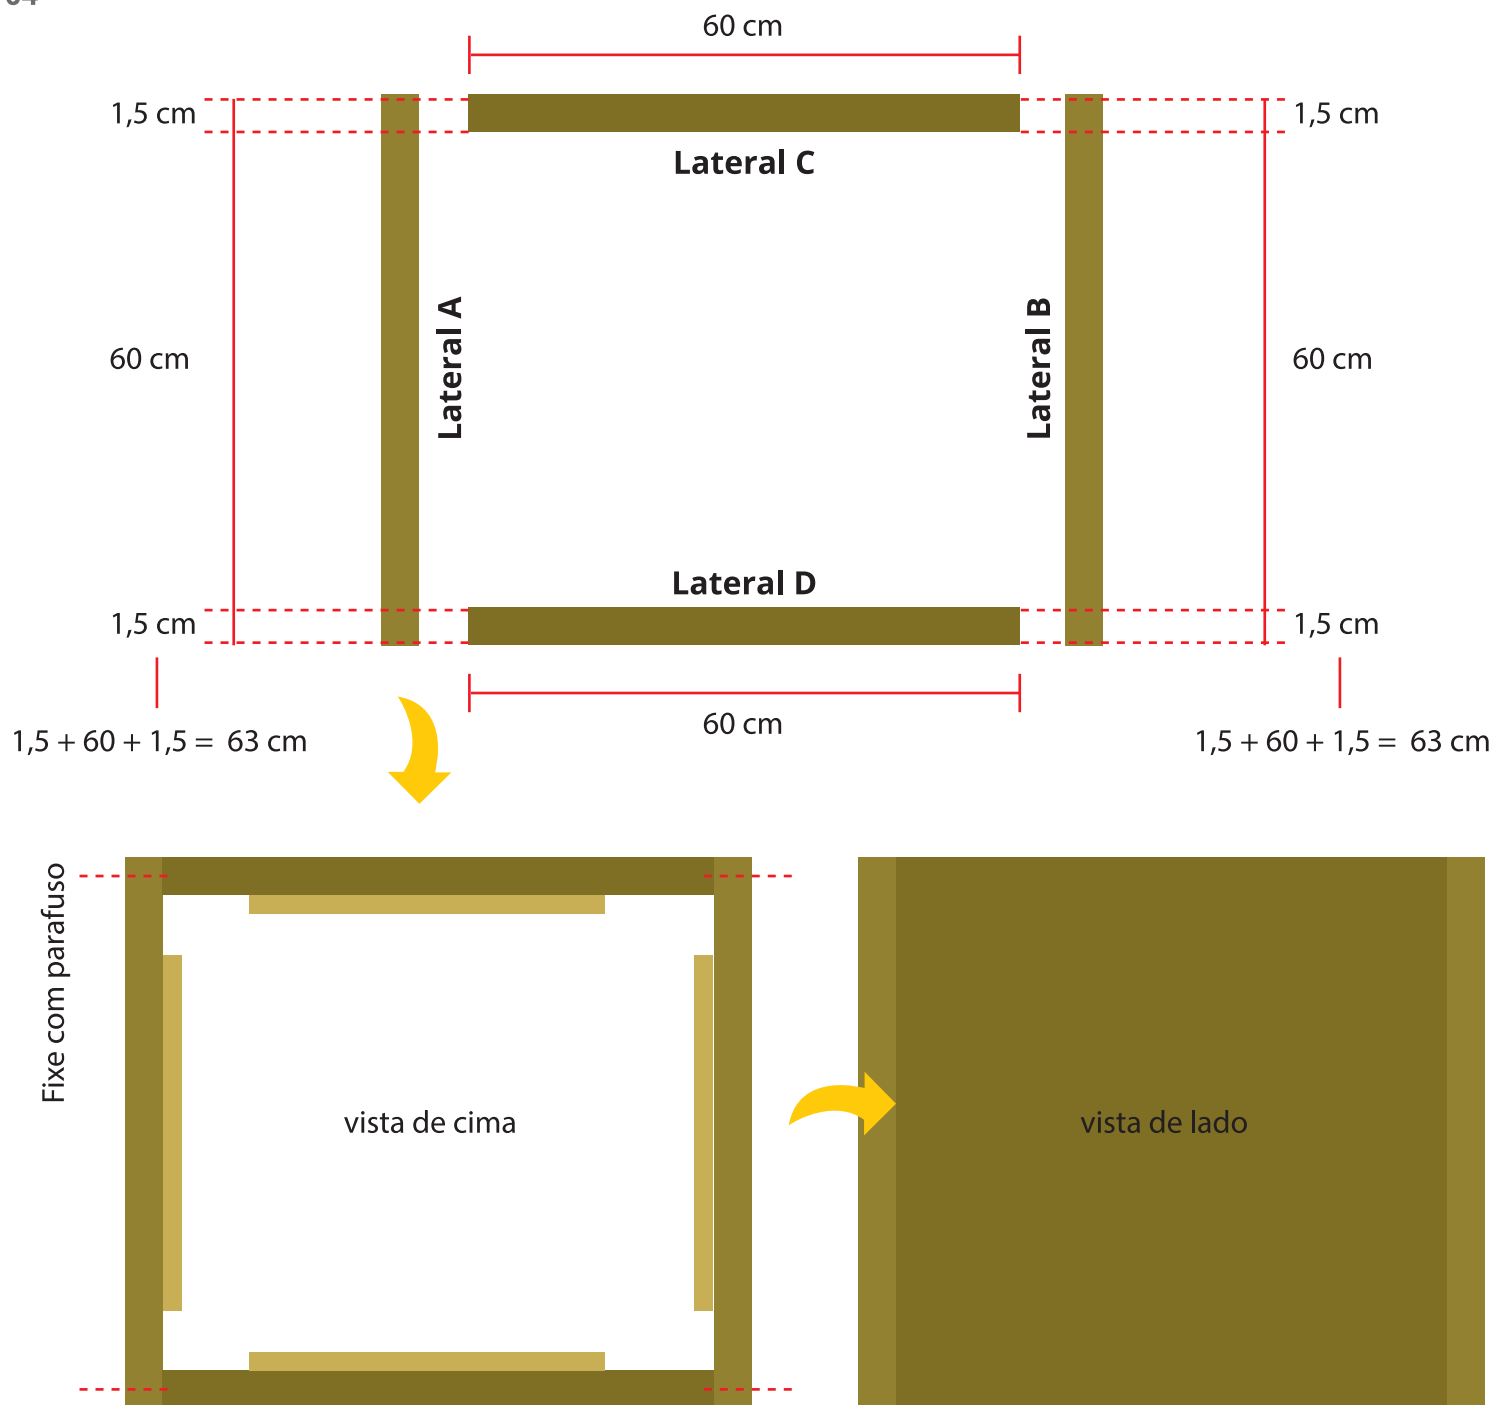 60 cm
1,5 cm
1,5 cm
Lateral C
Lateral A
Lateral B
60 cm
60 cm
Lateral D
1,5 cm
1,5 cm
60 cm
1,5 + 60 + 1,5 = 63 cm
1,5 + 60 + 1,5 = 63 cm
Fixe com parafuso
vista de cima
vista de lado